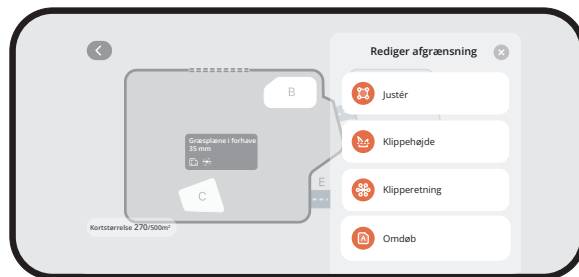 Rediger afgrænsning
B
Justér
Græsplæne i forhave
35 mm
Klippehøjde
E
C
Klipperetning
Kortstørrelse 270/500m²
A
Omdøb